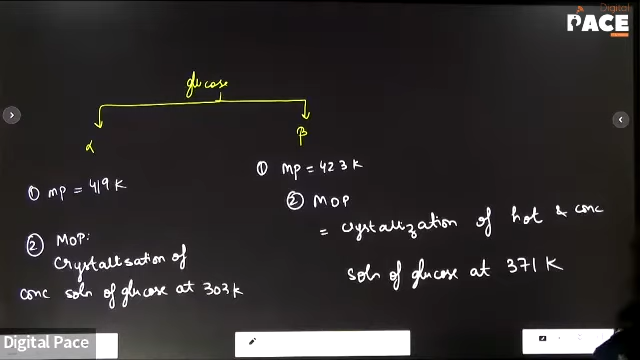 Digital
PACE
glucose
α
β
① mp = 419 K
① mp = 423 K
② MOP:
Crystallisation of
conc soln of glucose at 303 K
② MOP
= crystallization of hot & conc
soln of glucose at 371 K
Digital Pace